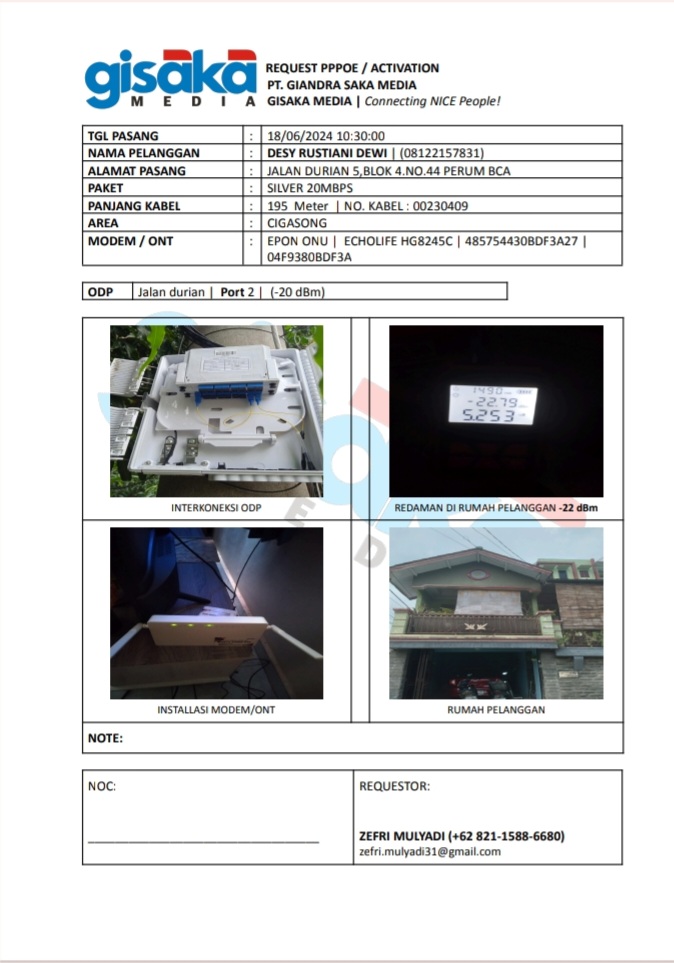 gisaka
MEDIA
REQUEST PPPOE / ACTIVATION
PT. GIANDRA SAKA MEDIA
GISAKA MEDIA | Connecting NICE People!
TGL PASANG : 18/06/2024 10:30:00
NAMA PELANGGAN : DESY RUSTIANI DEWI | (08122157831)
ALAMAT PASANG : JALAN DURIAN 5,BLOK 4.NO.44 PERUM BCA
PAKET : SILVER 20MBPS
PANJANG KABEL : 195 Meter | NO. KABEL : 00230409
AREA : CIGASONG
MODEM / ONT : EPON ONU | ECHOLIFE HG8245C | 485754430BDF3A27 |
04F9380BDF3A
ODP Jalan durian | Port 2 | (-20 dBm)
1490
-22.79
5.253
INTERKONEKSI ODP
REDAMAN DI RUMAH PELANGGAN -22 dBm
INSTALLASI MODEM/ONT
RUMAH PELANGGAN
NOTE:
NOC:
REQUESTOR:
ZEFRI MULYADI (+62 821-1588-6680)
zefri.mulyadi31@gmail.com